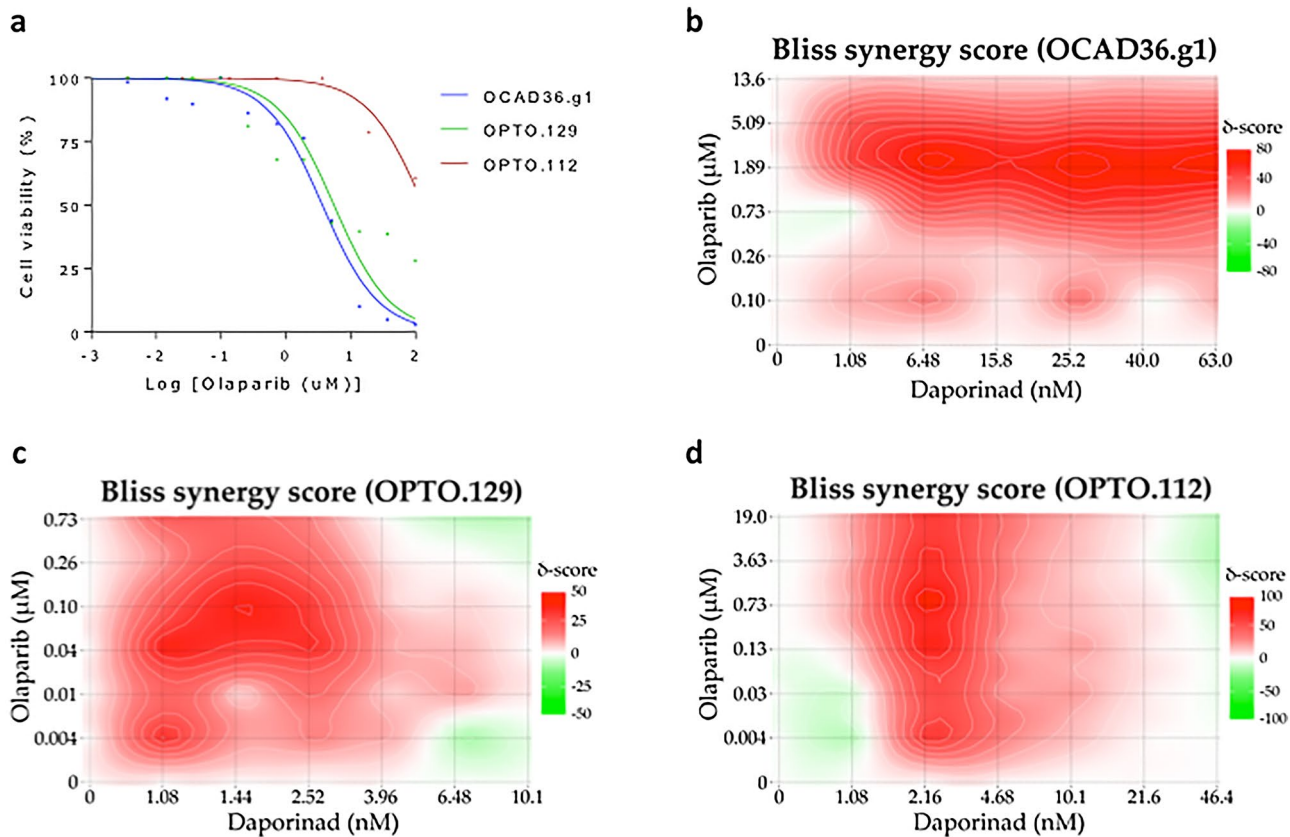 a
100
75
50
25
0
Cell viability (%)
-3 -2 -1 0 1 2
Log [Olaparib (uM)]
OCAD36.g1
OPTO.129
OPTO.112
b
Bliss synergy score (OCAD36.g1)
13.6
5.09
1.89
0.73
0.26
0.10
0
Olaparib (µM)
0 1.08 6.48 15.8 25.2 40.0 63.0
Daporinad (nM)
δ-score
80
40
0
-40
-80
c
Bliss synergy score (OPTO.129)
0.73
0.26
0.10
0.04
0.01
0.004
0
Olaparib (µM)
0 1.08 1.44 2.52 3.96 6.48 10.1
Daporinad (nM)
δ-score
50
25
0
-25
-50
d
Bliss synergy score (OPTO.112)
19.0
3.63
0.73
0.13
0.03
0.004
0
Olaparib (µM)
0 1.08 2.16 4.68 10.1 21.6 46.4
Daporinad (nM)
δ-score
100
50
0
-50
-100